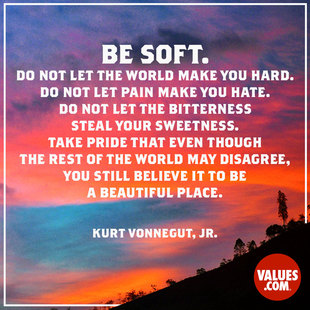 BE SOFT.
DO NOT LET THE WORLD MAKE YOU HARD.
DO NOT LET PAIN MAKE YOU HATE.
DO NOT LET THE BITTERNESS
STEAL YOUR SWEETNESS.
TAKE PRIDE THAT EVEN THOUGH
THE REST OF THE WORLD MAY DISAGREE,
YOU STILL BELIEVE IT TO BE
A BEAUTIFUL PLACE.
KURT VONNEGUT, JR.
VALUES
.COM